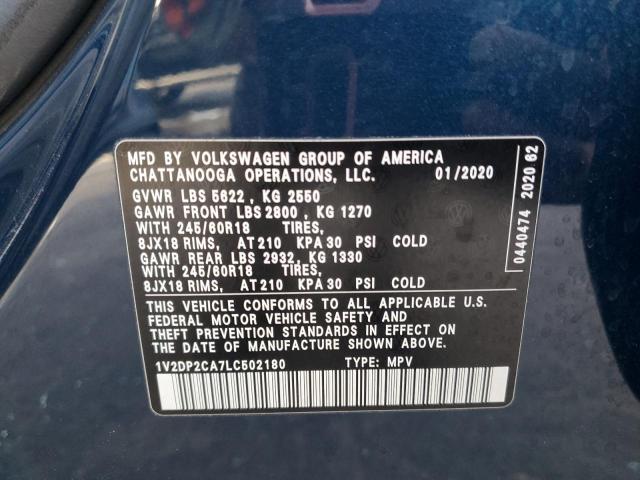 MFD BY VOLKSWAGEN GROUP OF AMERICA
CHATTANOOGA OPERATIONS, LLC. 01/2020
GVWR LBS 5622 , KG 2550
GAWR FRONT LBS 2800 , KG 1270
WITH 245/60R18 TIRES,
8JX18 RIMS, AT 210 KPA 30 PSI COLD
GAWR REAR LBS 2932, KG 1330
WITH 245/60R18 TIRES,
8JX18 RIMS, AT 210 KPA 30 PSI COLD
THIS VEHICLE CONFORMS TO ALL APPLICABLE U.S.
FEDERAL MOTOR VEHICLE SAFETY AND
THEFT PREVENTION STANDARDS IN EFFECT ON
THE DATE OF MANUFACTURE SHOWN ABOVE.
1V2DP2CA7LC502180 TYPE: MPV
0440474 2020 62